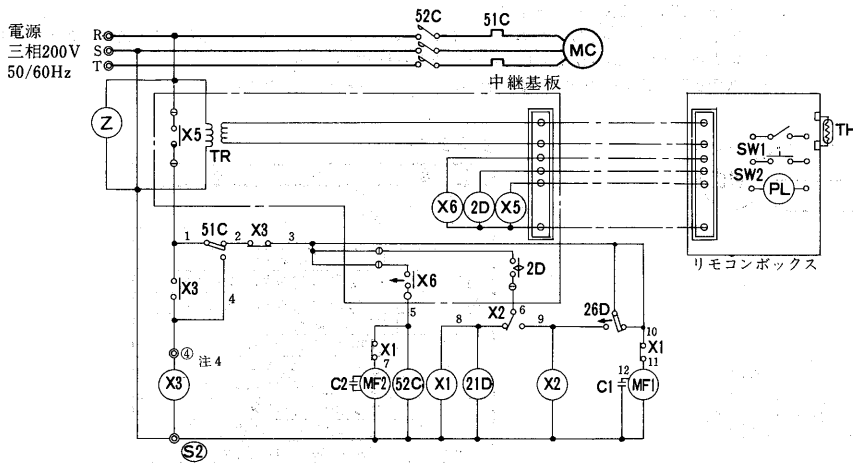 電源
三相200V
50/60Hz
R
S
T
52C
51C
MC
中継基板
Z
X5
TR
TH
SW1
SW2
PL
X6
2D
X5
リモコンボックス
51C
X3
1
2
3
4
X3
X6
2D
5
6
X2
8
9
26D
10
X1
11
④
注4
X1
7
X3
C2
MF2
52C
X1
21D
X2
C1
12
MF1
S2